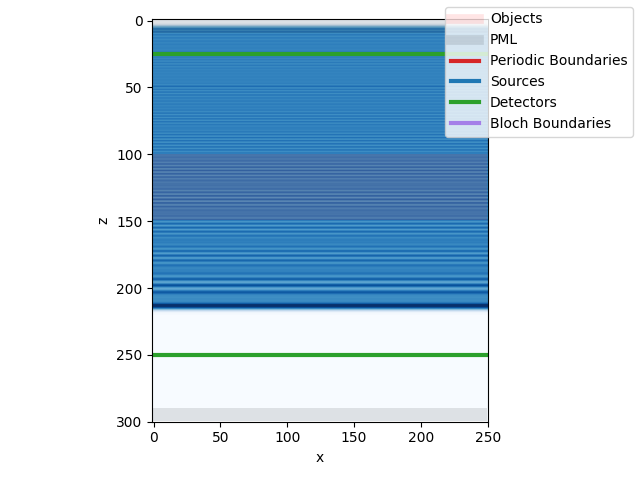 Objects
PML
Periodic Boundaries
Sources
Detectors
Bloch Boundaries
0
50
100
150
200
250
300
z
0 50 100 150 200 250
x